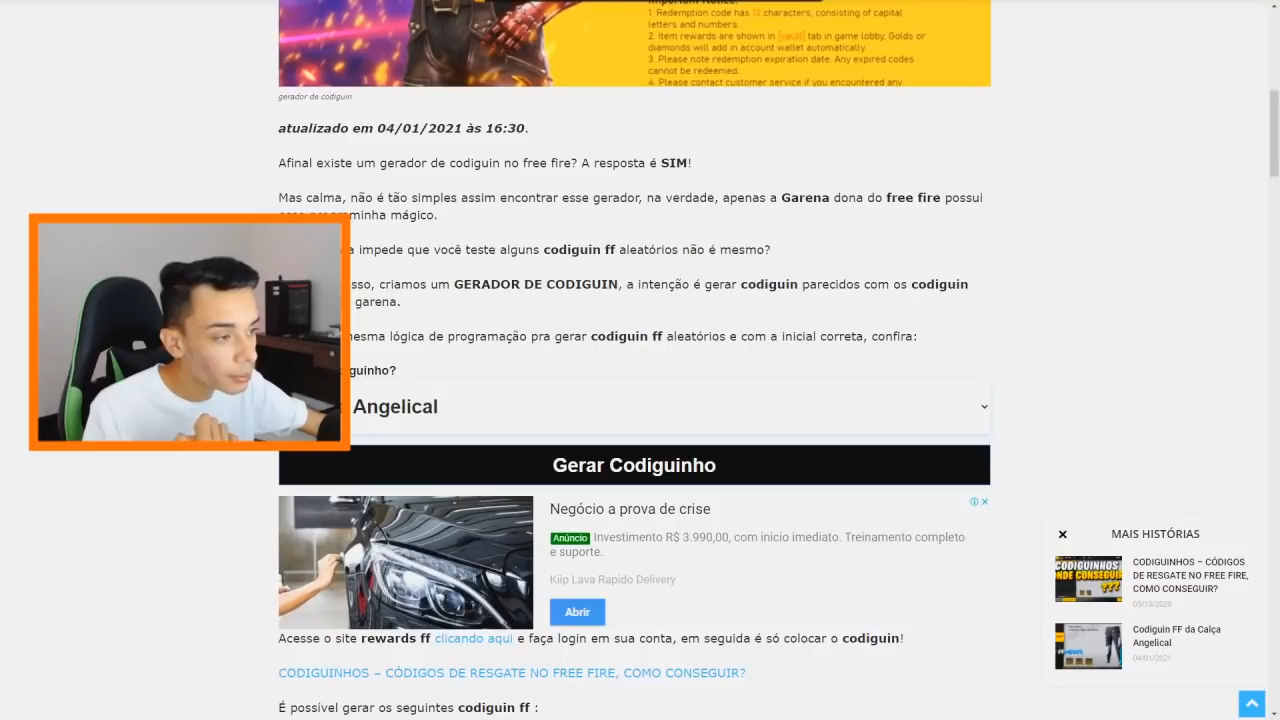 Important Notice:
1. Redemption code has 12 characters, consisting of capital
letters and numbers.
2. Item rewards are shown in [vault] tab in game lobby, Golds or
diamonds will add in account wallet automatically.
3. Please note redemption expiration date. Any expired codes
cannot be redeemed.
4. Please contact customer service if you encountered any
gerador de codiguin
atualizado em 04/01/2021 às 16:30.
Afinal existe um gerador de codiguin no free fire? A resposta é SIM!
Mas calma, não é tão simples assim encontrar esse gerador, na verdade, apenas a Garena dona do free fire possui
programinha mágico.
impede que você teste alguns codiguin ff aleatórios não é mesmo?
sso, criamos um GERADOR DE CODIGUIN, a intenção é gerar codiguin parecidos com os codiguin
garena.
mesma lógica de programação pra gerar codiguin ff aleatórios e com a inicial correta, confira:
guinho?
Angelical
Gerar Codiguinho
Negócio a prova de crise
Anúncio Investimento R$ 3.990,00, com início imediato. Treinamento completo
e suporte.
Kiip Lava Rapido Delivery
Abrir
Acesse o site rewards ff clicando aqui e faça login em sua conta, em seguida é só colocar o codiguin!
CODIGUINHOS – CÓDIGOS DE RESGATE NO FREE FIRE, COMO CONSEGUIR?
É possível gerar os seguintes codiguin ff :
MAIS HISTÓRIAS
CODIGUINHOS
ONDE CONSEGUIR
???
CODIGUINHOS – CÓDIGOS
DE RESGATE NO FREE FIRE,
COMO CONSEGUIR?
03/10/2020
NEWS
Codiguin FF da Calça
Angelical
04/01/2021